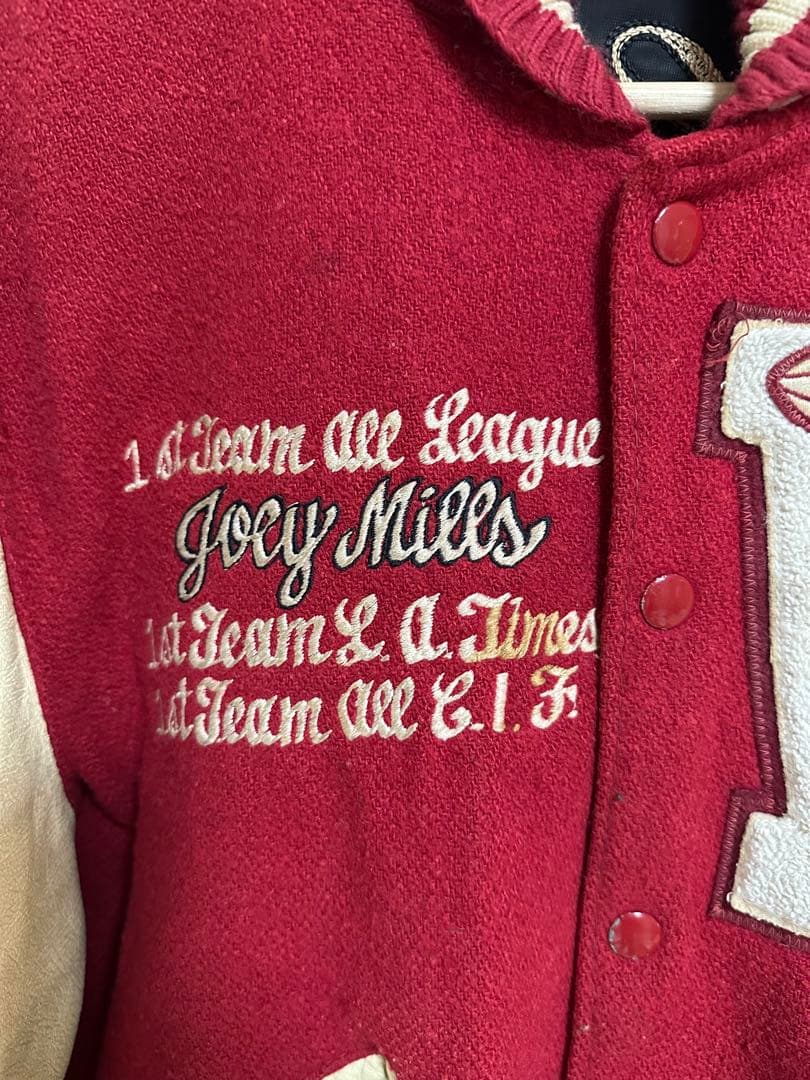 1st Team All League
Joey Mills
1st Team L.A. Times
1st Team All C.I.F.